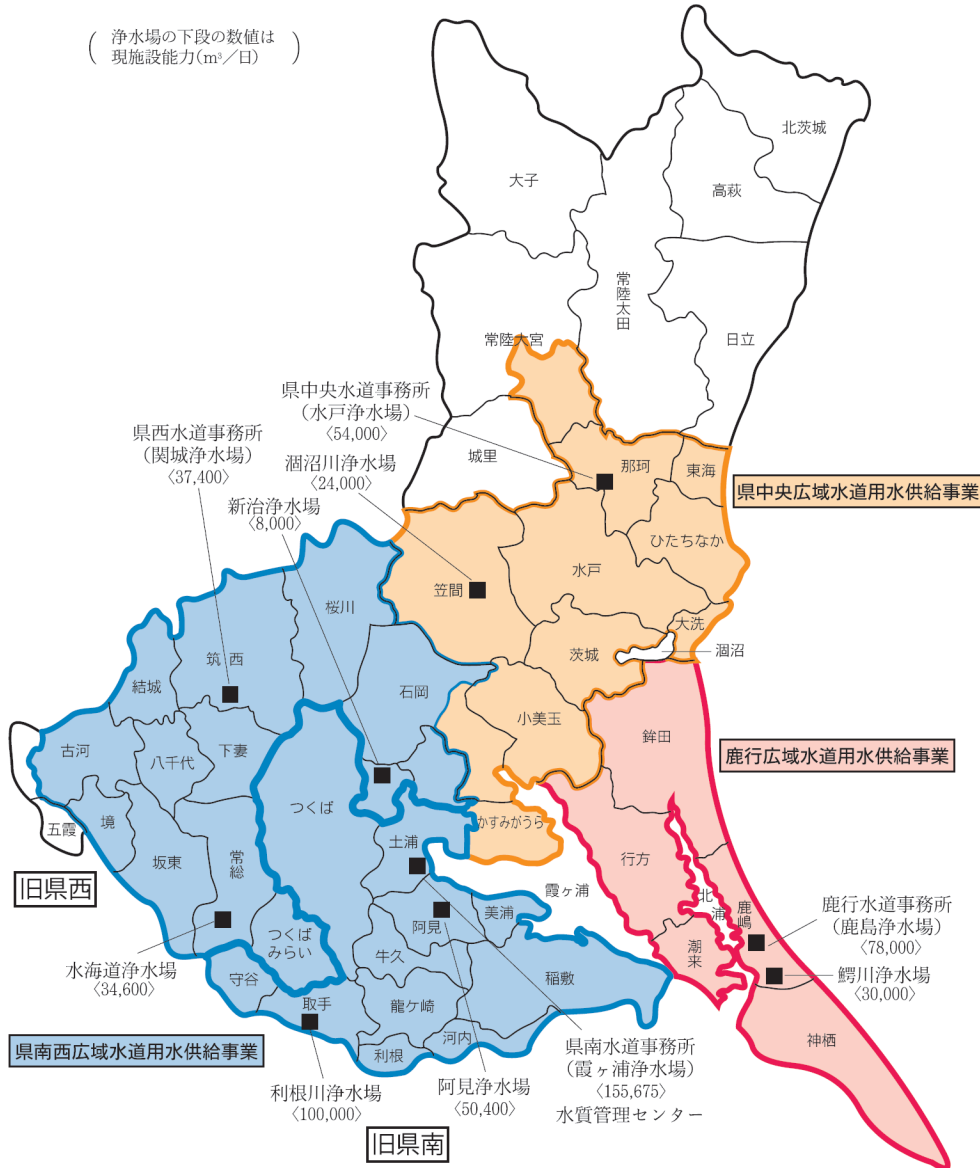 浄水場の下段の数値は
現施設能力(m³／日)
北茨城
大子
高萩
常陸太田
常陸大宮
日立
県中央水道事務所
（水戸浄水場）
〈54,000〉
県西水道事務所
（関城浄水場）
〈37,400〉
涸沼川浄水場
〈24,000〉
新治浄水場
〈8,000〉
城里
那珂
東海
県中央広域水道用水供給事業
ひたちなか
水戸
笠間
桜川
大洗
涸沼
茨城
筑西
結城
石岡
小美玉
鉾田
古河
八千代
下妻
鹿行広域水道用水供給事業
つくば
かすみがうら
五霞
境
坂東
常総
土浦
行方
旧県西
霞ヶ浦
北浦
鹿嶋
美浦
阿見
つくば
みらい
牛久
潮来
鹿行水道事務所
（鹿島浄水場）
〈78,000〉
水海道浄水場
〈34,600〉
稲敷
鰐川浄水場
〈30,000〉
守谷
取手
龍ケ崎
神栖
河内
利根
県南西広域水道用水供給事業
県南水道事務所
（霞ヶ浦浄水場）
〈155,675〉
水質管理センター
利根川浄水場
〈100,000〉
阿見浄水場
〈50,400〉
旧県南